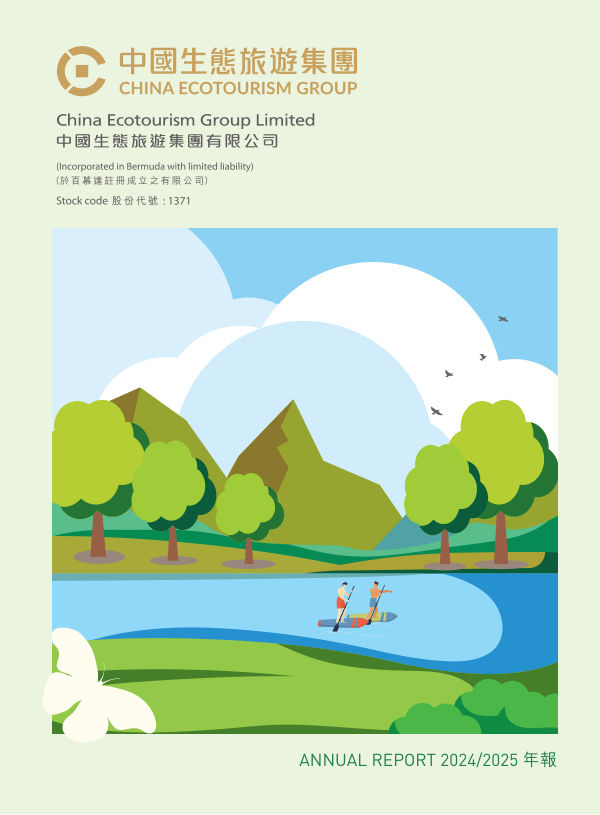 中國生態旅遊集團
CHINA ECOTOURISM GROUP
China Ecotourism Group Limited
中國生態旅遊集團有限公司
(Incorporated in Bermuda with limited liability)
(於百慕達註冊成立之有限公司)
Stock code 股份代號 : 1371
ANNUAL REPORT 2024/2025 年報